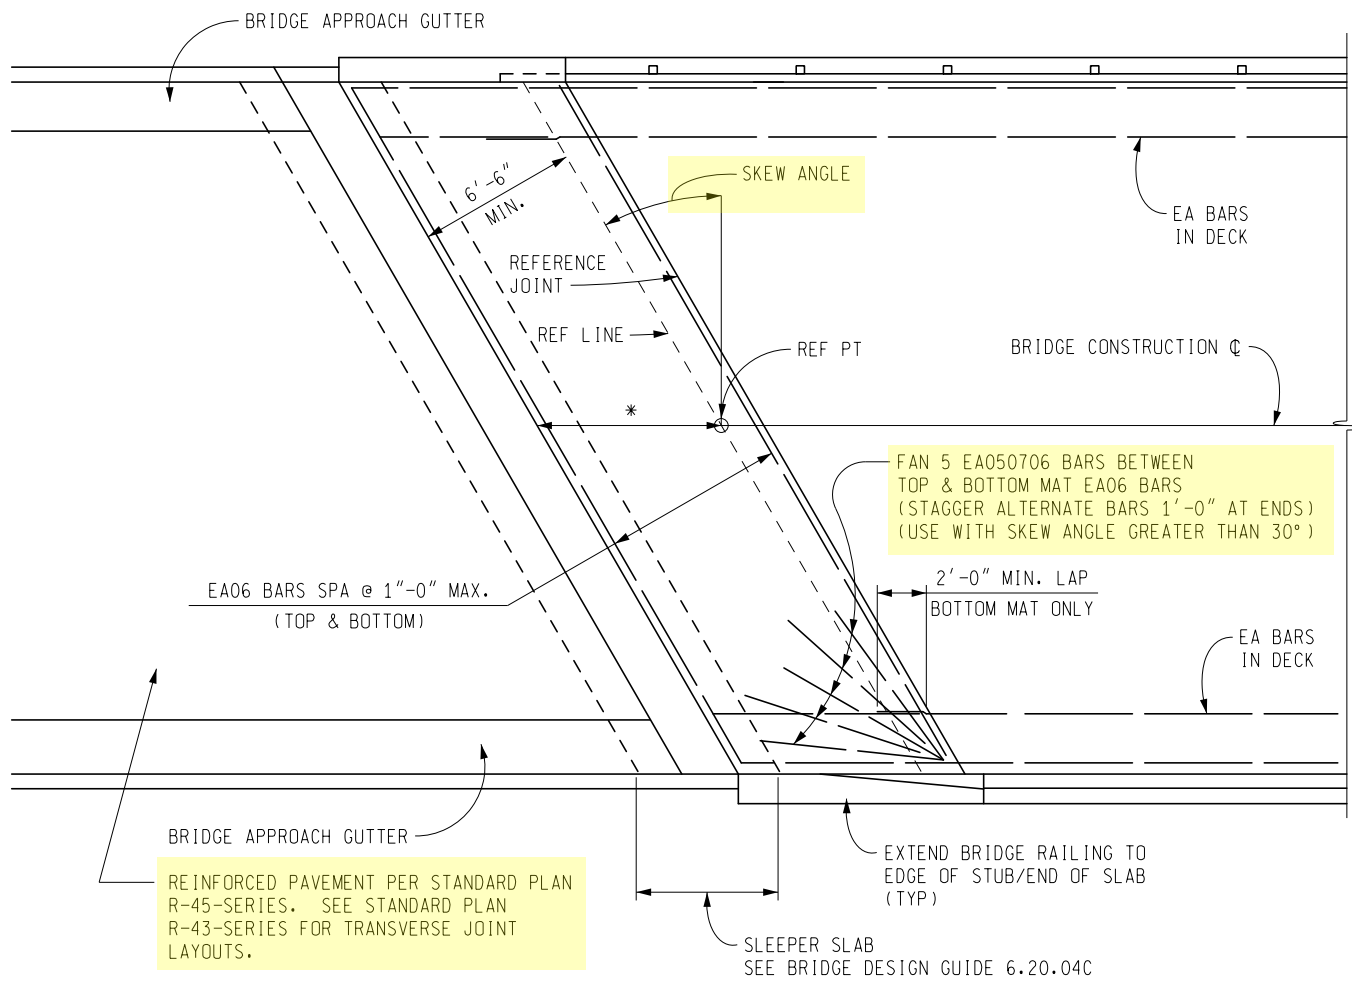 BRIDGE APPROACH GUTTER
SKEW ANGLE
6'-6"
MIN.
EA BARS
IN DECK
REFERENCE
JOINT
REF LINE
REF PT
BRIDGE CONSTRUCTION ℄
*
FAN 5 EA050706 BARS BETWEEN
TOP & BOTTOM MAT EA06 BARS
(STAGGER ALTERNATE BARS 1'-0" AT ENDS)
(USE WITH SKEW ANGLE GREATER THAN 30°)
EA06 BARS SPA @ 1"-0" MAX.
(TOP & BOTTOM)
2'-0" MIN. LAP
BOTTOM MAT ONLY
EA BARS
IN DECK
BRIDGE APPROACH GUTTER
REINFORCED PAVEMENT PER STANDARD PLAN
R-45-SERIES. SEE STANDARD PLAN
R-43-SERIES FOR TRANSVERSE JOINT
LAYOUTS.
EXTEND BRIDGE RAILING TO
EDGE OF STUB/END OF SLAB
(TYP)
SLEEPER SLAB
SEE BRIDGE DESIGN GUIDE 6.20.04C